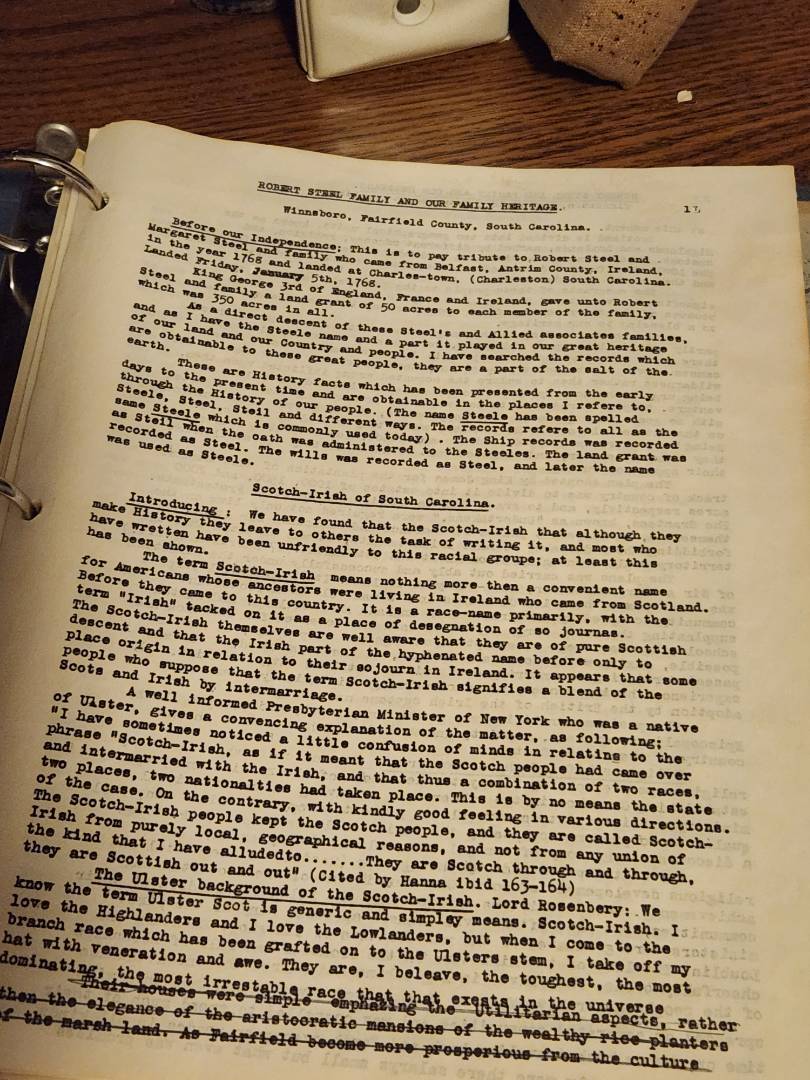 ROBERT STEEL FAMILY AND OUR FAMILY HERITAGE.
Winnsboro, Fairfield County, South Carolina.
Before our Independence; This is to pay tribute to Robert Steel and
Margaret Steel and family who came from Belfast, Antrim County, Ireland,
in the year 1768 and landed at Charles-town, (Charleston) South Carolina.
Landed Friday, January 5th, 1768.
King George 3rd of England, France and Ireland, gave unto Robert
Steel and family a land grant of 50 acres to each member of the family,
which was 350 acres in all.
As a direct descent of these Steel's and Allied associates families,
and as I have the Steele name and a part it played in our great heritage
of our land and our Country and people. I have searched the records which
are obtainable to these great people, they are a part of the salt of the
earth.
These are History facts which has been presented from the early
days to the present time and are obtainable in the places I refere to,
through the History of our people. (The name Steele has been spelled
Steele, Steel, Steil and different ways. The records refere to all as the
same Steele which is commonly used today) . The Ship records was recorded
as Steil when the oath was administered to the Steeles. The land grant was
recorded as Steel. The wills was recorded as Steel, and later the name
was used as Steele.
Scotch-Irish of South Carolina.
Introducing : We have found that the Scotch-Irish that although they
make History they leave to others the task of writing it, and most who
have wretten have been unfriendly to this racial groupe; at least this
has been shown.
The term Scotch-Irish means nothing more then a convenient name
for Americans whose ancestors were living in Ireland who came from Scotland.
Before they came to this country. It is a race-name primarily, with the
term "Irish" tacked on it as a place of desegnation of so journas.
The Scotch-Irish themselves are well aware that they are of pure Scottish
descent and that the Irish part of the hyphenated name before only to
place origin in relation to their sojourn in Ireland. It appears that some
people who suppose that the term Scotch-Irish signifies a blend of the
Scots and Irish by intermarriage.
A well informed Presbyterian Minister of New York who was a native
of Ulster, gives a convencing explanation of the matter, as following;
"I have sometimes noticed a little confusion of minds in relating to the
phrase "Scotch-Irish, as if it meant that the Scotch people had came over
and intermarried with the Irish, and that thus a combination of two races,
two places, two nationalties had taken place. This is by no means the state
of the case. On the contrary, with kindly good feeling in various directions.
The Scotch-Irish people kept the Scotch people, and they are called Scotch-
Irish from purely local, geographical reasons, and not from any union of
the kind that I have alludedto.......They are Scotch through and through,
they are Scottish out and out" (Cited by Hanna ibid 163-164)
The Ulster background of the Scotch-Irish. Lord Rosenbery: We
know the term Ulster Scot is generic and simpley means. Scotch-Irish. I
love the Highlanders and I love the Lowlanders, but when I come to the
branch race which has been grafted on to the Ulsters stem, I take off my
hat with veneration and awe. They are, I beleave, the toughest, the most
dominating, the most irrestable race that that exests in the universe
Their houses were simple emphazing the utilitarian aspects, rather
then the elegance of the aristocratic mansions of the wealthy rice planters
of the marsh land. As Fairfield become more prosperious from the culture